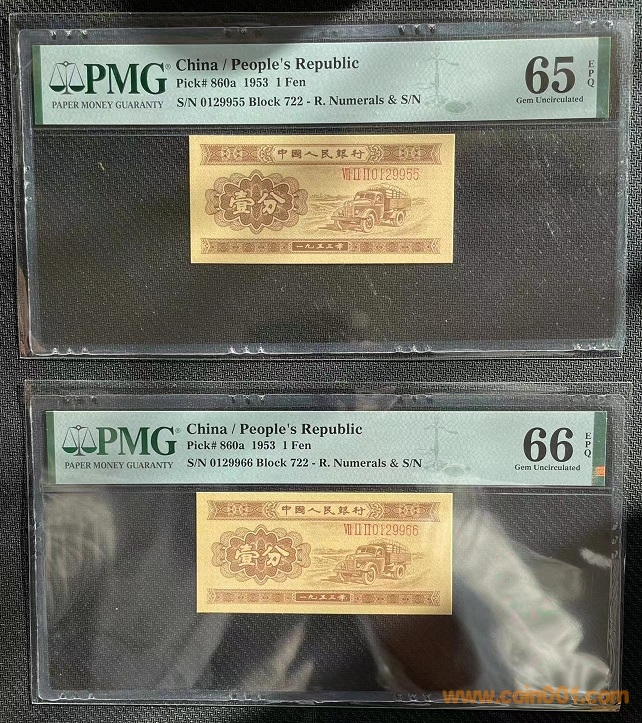 PMG
PAPER MONEY GUARANTY
China / People's Republic
Pick# 860a 1953 1 Fen
S/N 0129955 Block 722 - R. Numerals & S/N
65 EPQ
Gem Uncirculated
中國人民銀行
VII II II 0129955
壹分
一九五三年
PMG
PAPER MONEY GUARANTY
China / People's Republic
Pick# 860a 1953 1 Fen
S/N 0129966 Block 722 - R. Numerals & S/N
66 EPQ
Gem Uncirculated
中國人民銀行
VII II II 0129966
壹分
一九五三年
www.coin001.com